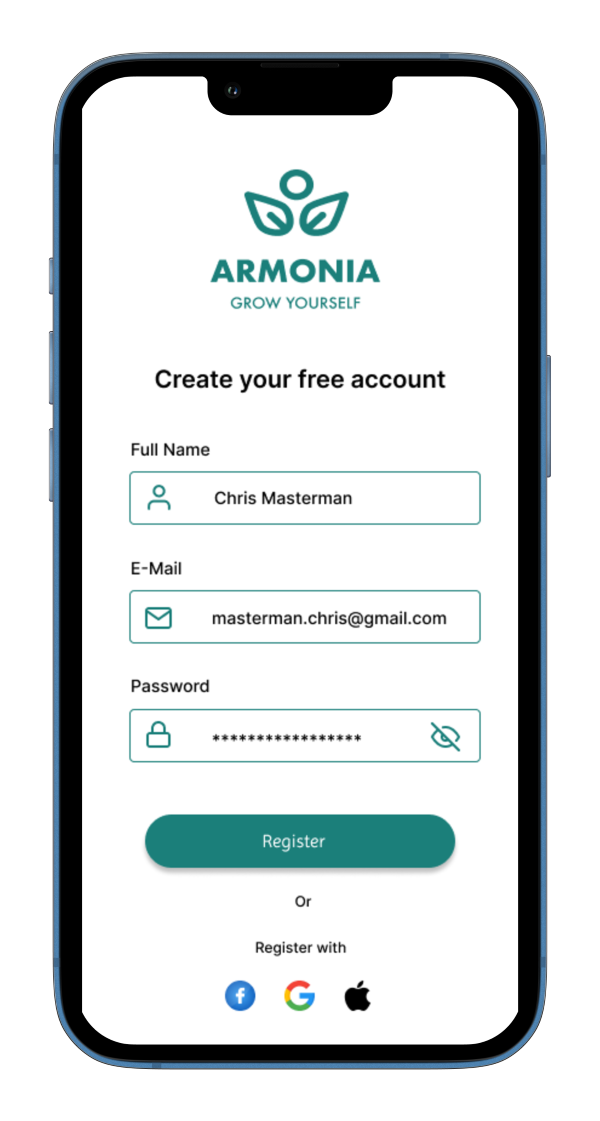 ARMONIA
GROW YOURSELF
Create your free account
Full Name
Chris Masterman
E-Mail
masterman.chris@gmail.com
Password
*****************
Register
Or
Register with